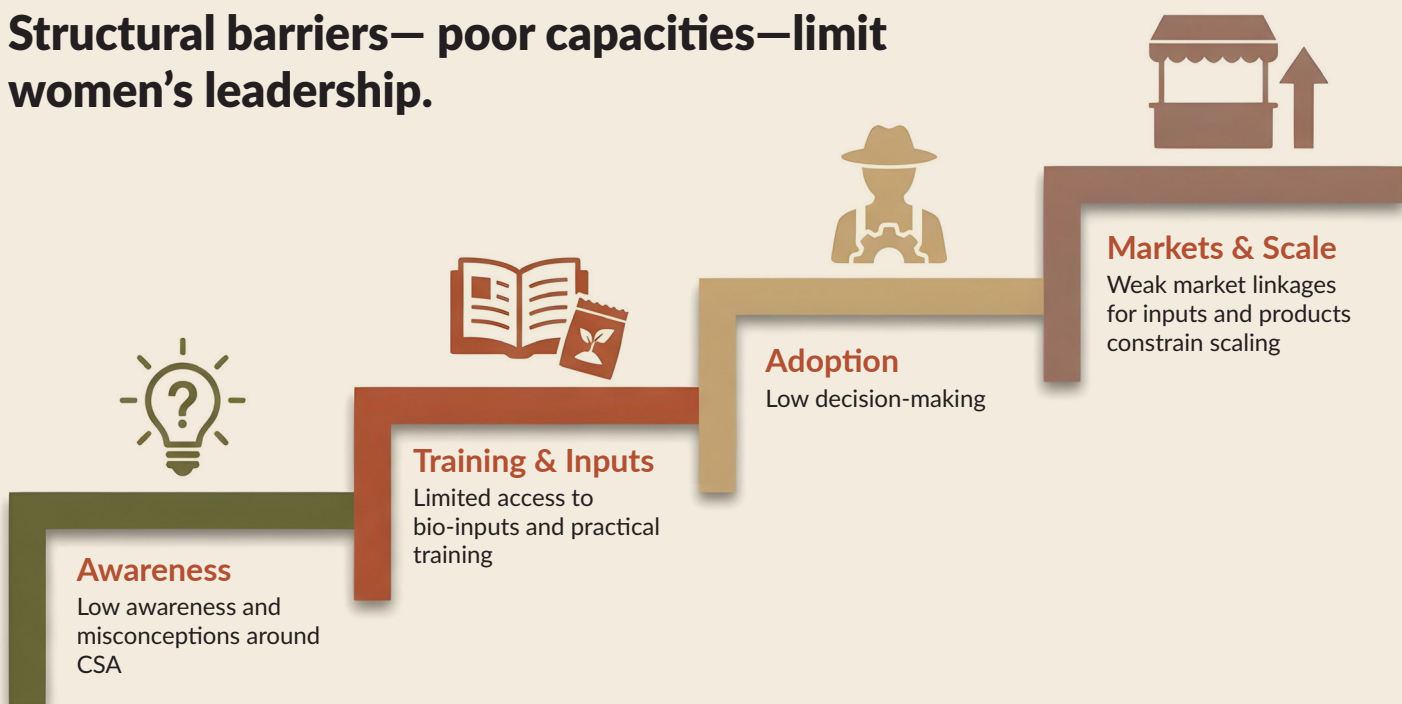 Structural barriers— poor capacities—limit
women’s leadership.
Awareness
Low awareness and
misconceptions around
CSA
Training & Inputs
Limited access to
bio-inputs and practical
training
Adoption
Low decision-making
Markets & Scale
Weak market linkages
for inputs and products
constrain scaling